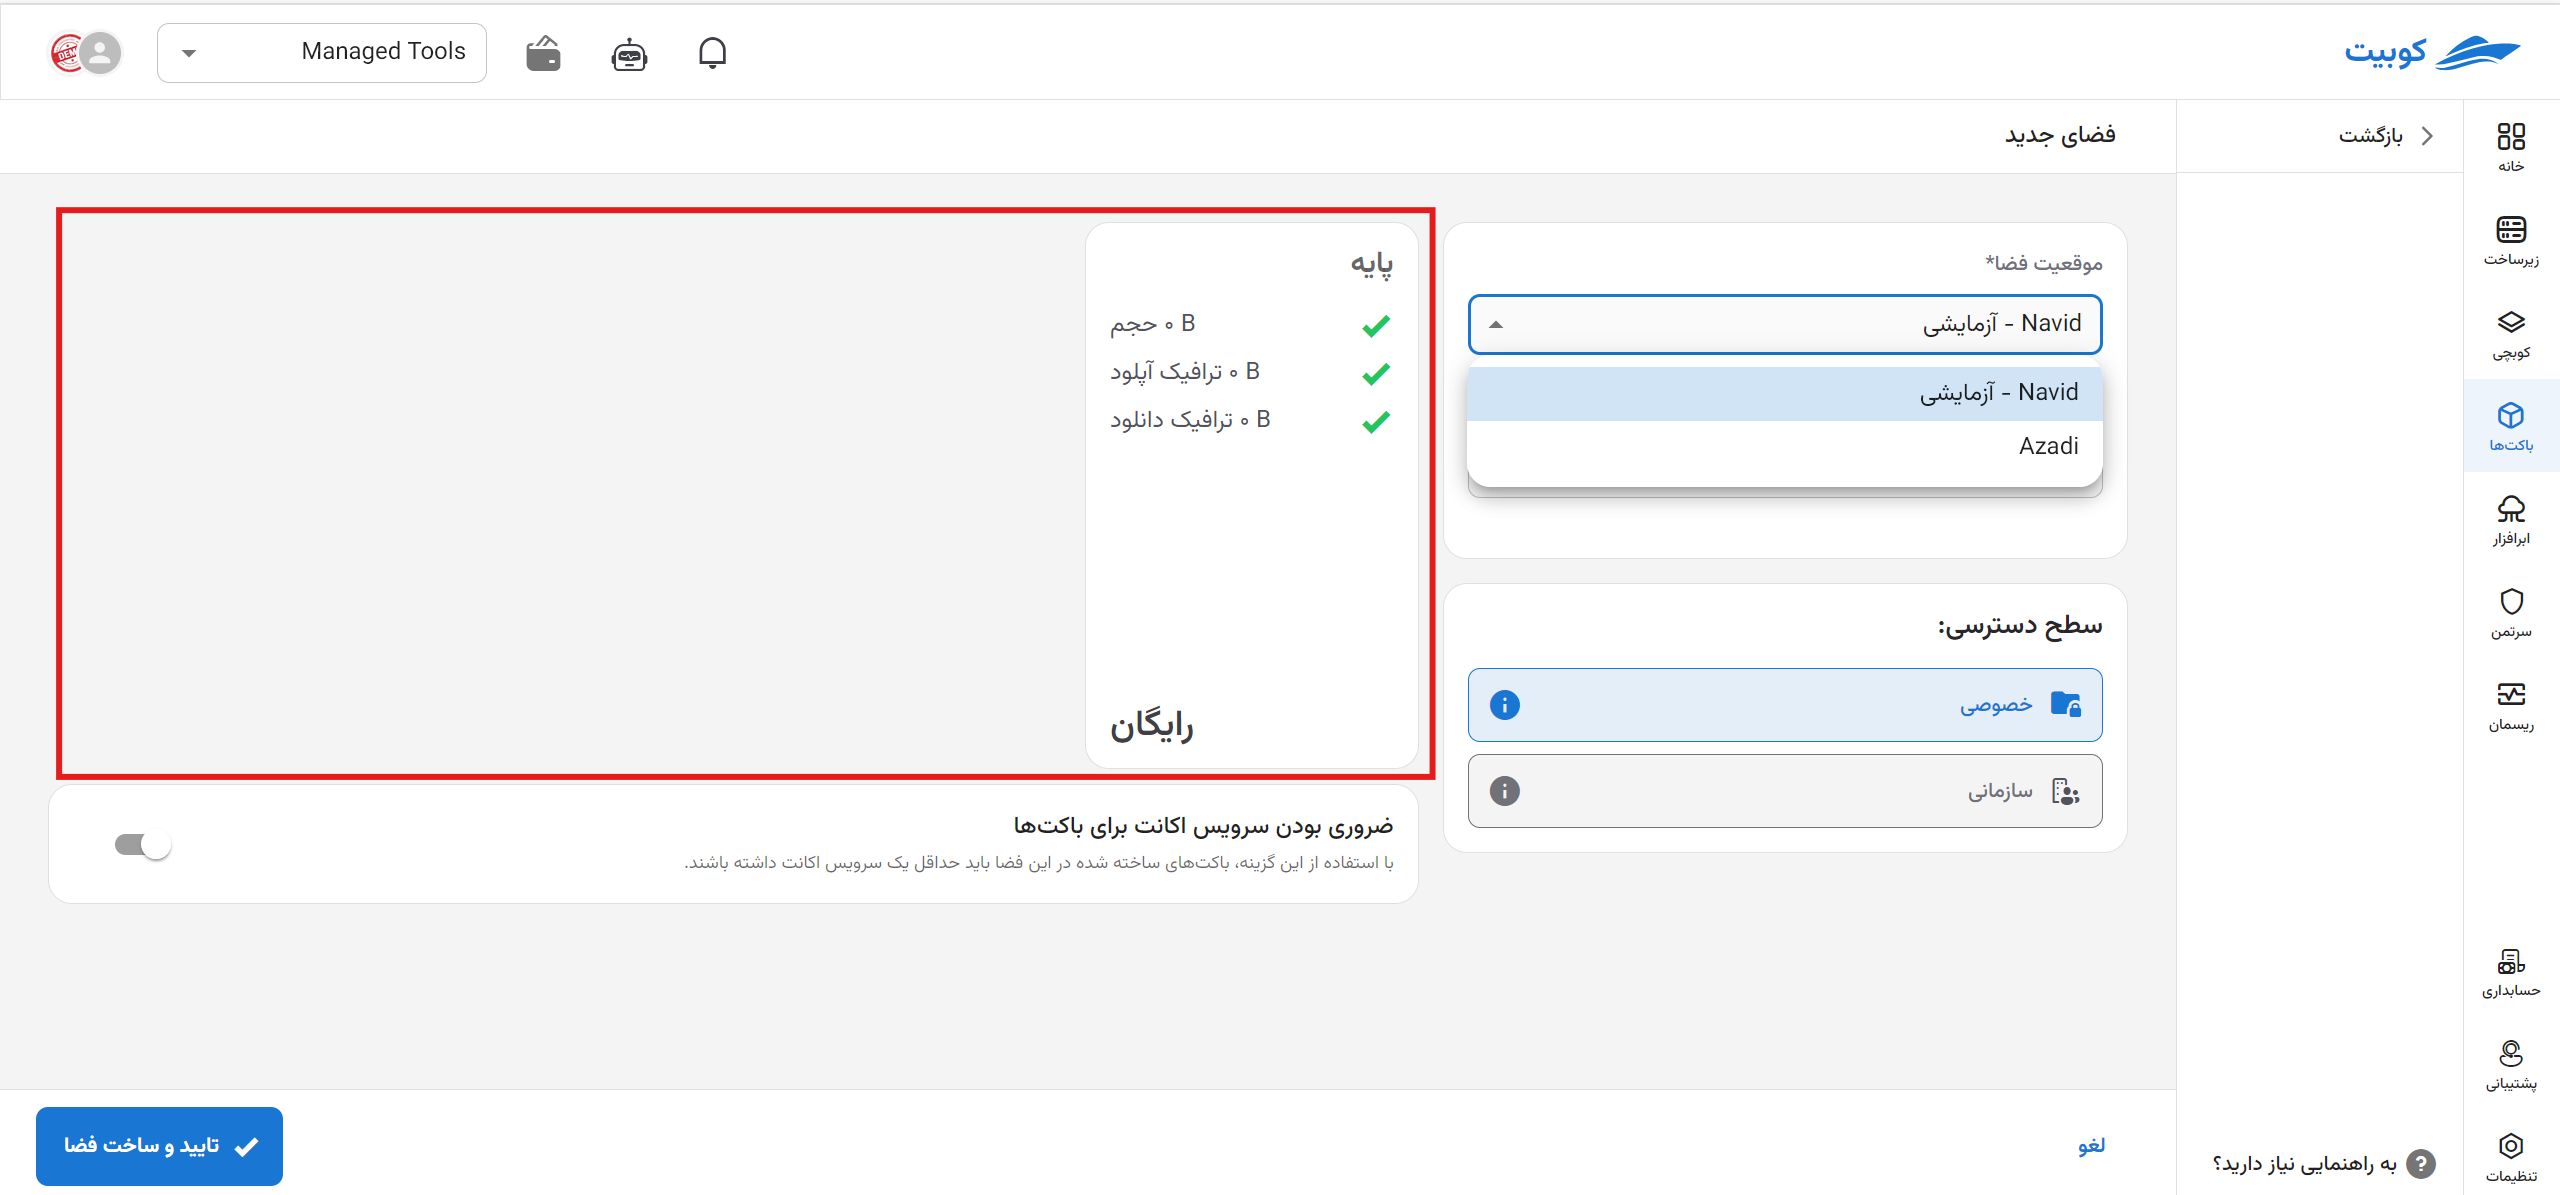 کوبیت
Managed Tools
DEM
خانه
زیرساخت
کوبچی
باکت‌ها
ابرافزار
سرتمن
ریسمان
حسابداری
پشتیبانی
تنظیمات
بازگشت
به راهنمایی نیاز دارید؟
فضای جدید
موقعیت فضا*
Navid - آزمایشی
Navid - آزمایشی
Azadi
سطح دسترسی:
خصوصی
سازمانی
پایه
۰ B حجم
۰ B ترافیک آپلود
۰ B ترافیک دانلود
رایگان
ضروری بودن سرویس اکانت برای باکت‌ها
با استفاده از این گزینه، باکت‌های ساخته شده در این فضا باید حداقل یک سرویس اکانت داشته باشند.
لغو
تایید و ساخت فضا